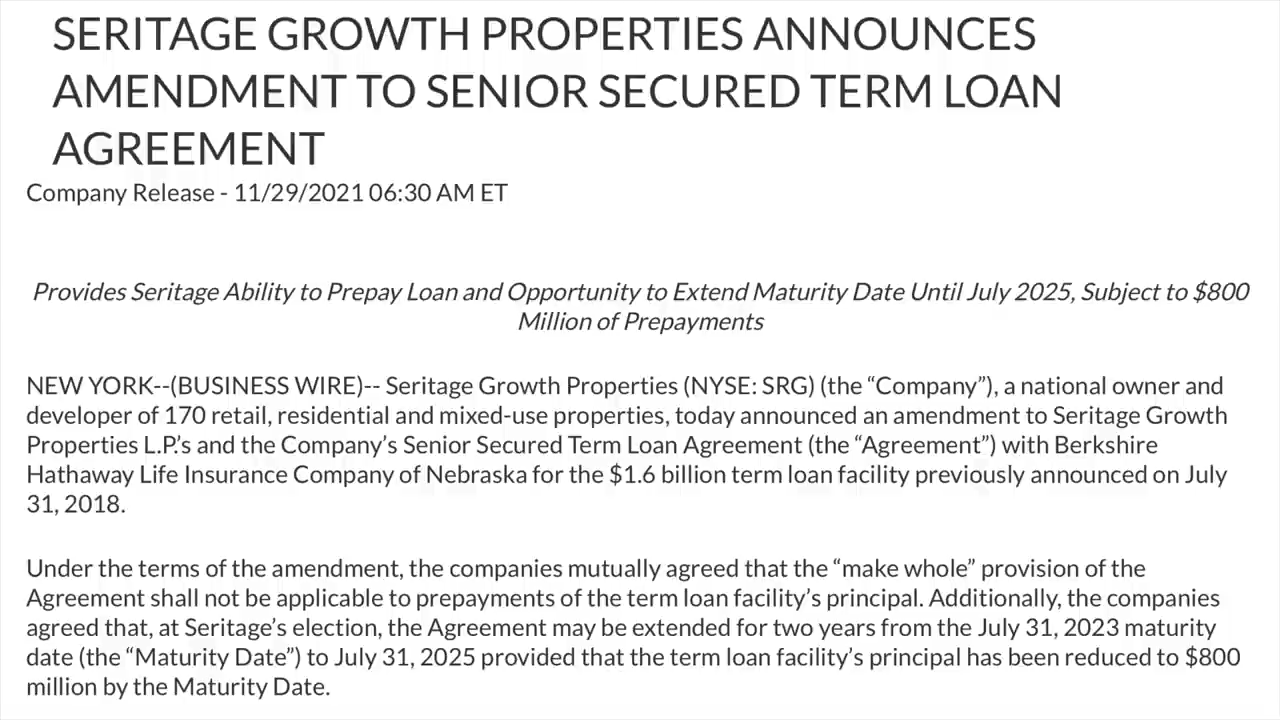 SERITAGE GROWTH PROPERTIES ANNOUNCES
AMENDMENT TO SENIOR SECURED TERM LOAN
AGREEMENT
Company Release - 11/29/2021 06:30 AM ET
Provides Seritage Ability to Prepay Loan and Opportunity to Extend Maturity Date Until July 2025, Subject to $800
Million of Prepayments
NEW YORK--(BUSINESS WIRE)-- Seritage Growth Properties (NYSE: SRG) (the “Company”), a national owner and
developer of 170 retail, residential and mixed-use properties, today announced an amendment to Seritage Growth
Properties L.P.’s and the Company’s Senior Secured Term Loan Agreement (the “Agreement”) with Berkshire
Hathaway Life Insurance Company of Nebraska for the $1.6 billion term loan facility previously announced on July
31, 2018.
Under the terms of the amendment, the companies mutually agreed that the “make whole” provision of the
Agreement shall not be applicable to prepayments of the term loan facility’s principal. Additionally, the companies
agreed that, at Seritage’s election, the Agreement may be extended for two years from the July 31, 2023 maturity
date (the “Maturity Date”) to July 31, 2025 provided that the term loan facility’s principal has been reduced to $800
million by the Maturity Date.